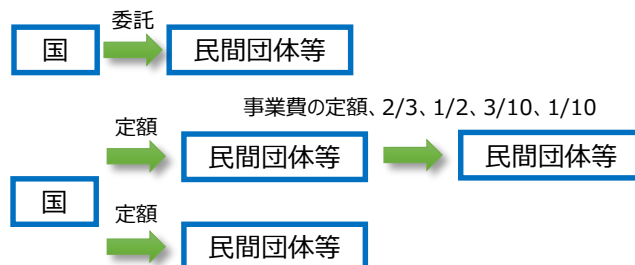 委託
国
民間団体等
事業費の定額、2/3、1/2、3/10、1/10
定額
民間団体等
民間団体等
国
定額
民間団体等